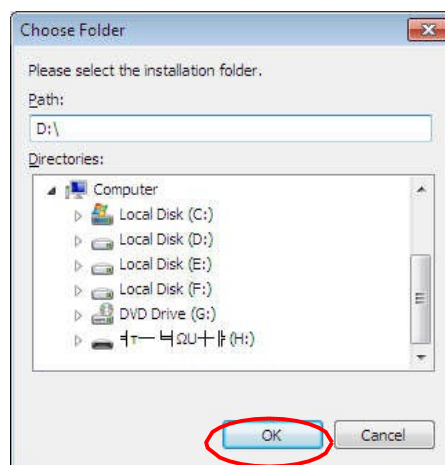 Choose Folder
Please select the installation folder.
Path:
D:\
Directories:
Computer
Local Disk (C:)
Local Disk (D:)
Local Disk (E:)
Local Disk (F:)
DVD Drive (G:)
(H:)
OK Cancel